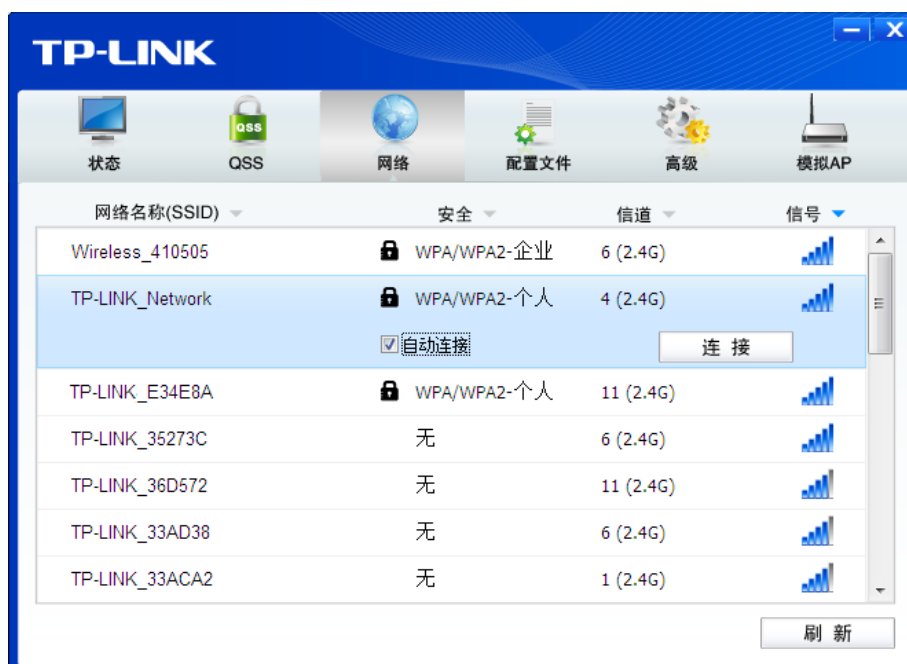 TP-LINK
QSS
状态 QSS 网络 配置文件 高级 模拟AP
网络名称(SSID) 安全 信道 信号
Wireless_410505 WPA/WPA2-企业 6 (2.4G)
TP-LINK_Network WPA/WPA2-个人 4 (2.4G)
自动连接 连 接
TP-LINK_E34E8A WPA/WPA2-个人 11 (2.4G)
TP-LINK_35273C 无 6 (2.4G)
TP-LINK_36D572 无 11 (2.4G)
TP-LINK_33AD38 无 6 (2.4G)
TP-LINK_33ACA2 无 1 (2.4G)
刷 新